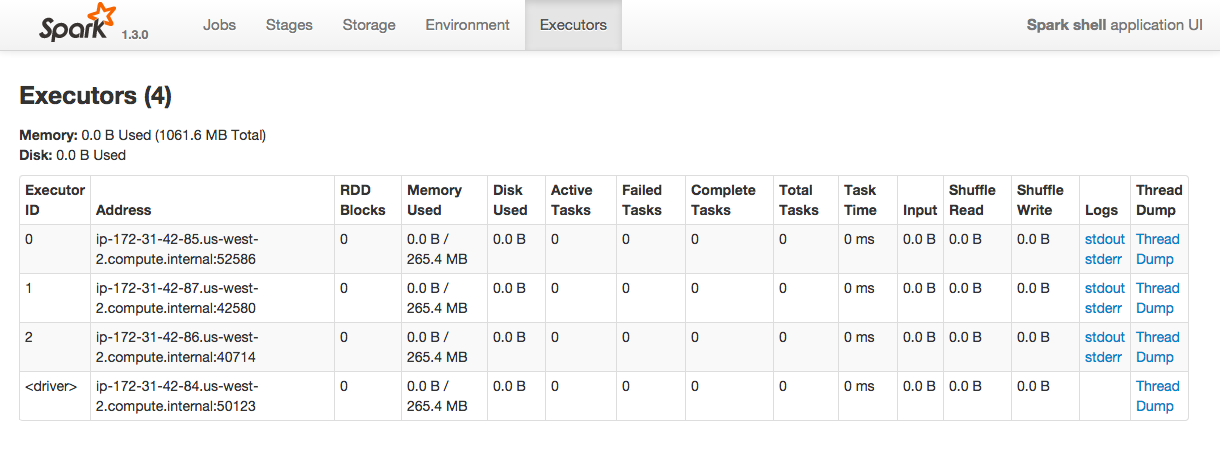 Spark 1.3.0 Jobs Stages Storage Environment Executors Spark shell application UI
Executors (4)
Memory: 0.0 B Used (1061.6 MB Total)
Disk: 0.0 B Used
Executor RDD Memory Disk Active Failed Complete Total Task Shuffle Shuffle Thread
ID Address Blocks Used Used Tasks Tasks Tasks Tasks Time Input Read Write Logs Dump
0 ip-172-31-42-85.us-west- 0 0.0 B / 0.0 B 0 0 0 0 0 ms 0.0 B 0.0 B 0.0 B stdout Thread
2.compute.internal:52586 265.4 MB stderr Dump
1 ip-172-31-42-87.us-west- 0 0.0 B / 0.0 B 0 0 0 0 0 ms 0.0 B 0.0 B 0.0 B stdout Thread
2.compute.internal:42580 265.4 MB stderr Dump
2 ip-172-31-42-86.us-west- 0 0.0 B / 0.0 B 0 0 0 0 0 ms 0.0 B 0.0 B 0.0 B stdout Thread
2.compute.internal:40714 265.4 MB stderr Dump
<driver> ip-172-31-42-84.us-west- 0 0.0 B / 0.0 B 0 0 0 0 0 ms 0.0 B 0.0 B 0.0 B Thread
2.compute.internal:50123 265.4 MB Dump